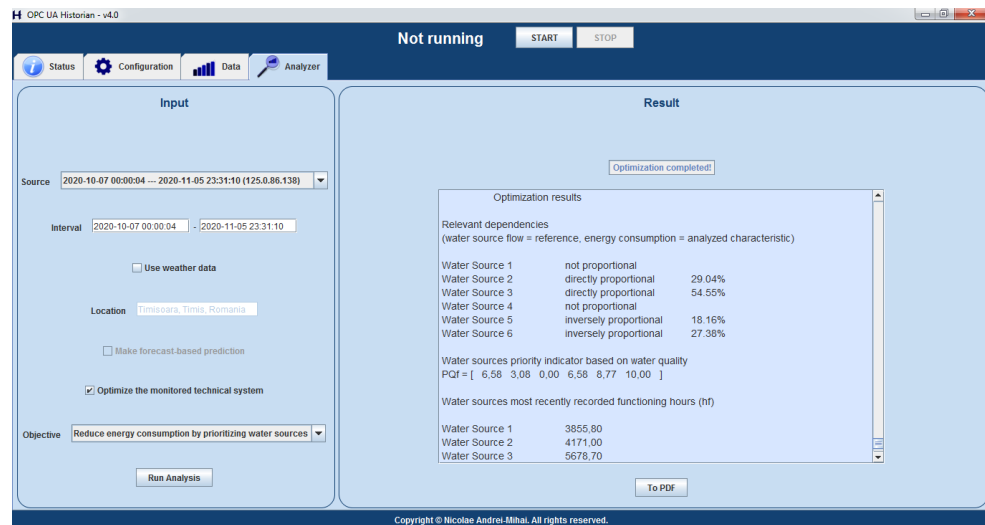 OPC UA Historian - v4.0
Not running START STOP
Status Configuration Data Analyzer
Input
Source 2020-10-07 00:00:04 --- 2020-11-05 23:31:10 (125.0.86.138)
Interval 2020-10-07 00:00:04 - 2020-11-05 23:31:10
Use weather data
Location Timisoara, Timis, Romania
Make forecast-based prediction
Optimize the monitored technical system
Objective Reduce energy consumption by prioritizing water sources
Run Analysis
Result
Optimization completed!
Optimization results
Relevant dependencies
(water source flow = reference, energy consumption = analyzed characteristic)
Water Source 1 not proportional
Water Source 2 directly proportional 29.04%
Water Source 3 directly proportional 54.55%
Water Source 4 not proportional
Water Source 5 inversely proportional 18.16%
Water Source 6 inversely proportional 27.38%
Water sources priority indicator based on water quality
PQf = [ 6,58 3,08 0,00 6,58 8,77 10,00 ]
Water sources most recently recorded functioning hours (hf)
Water Source 1 3855,80
Water Source 2 4171,00
Water Source 3 5678,70
To PDF
Copyright © Nicolae Andrei-Mihai. All rights reserved.